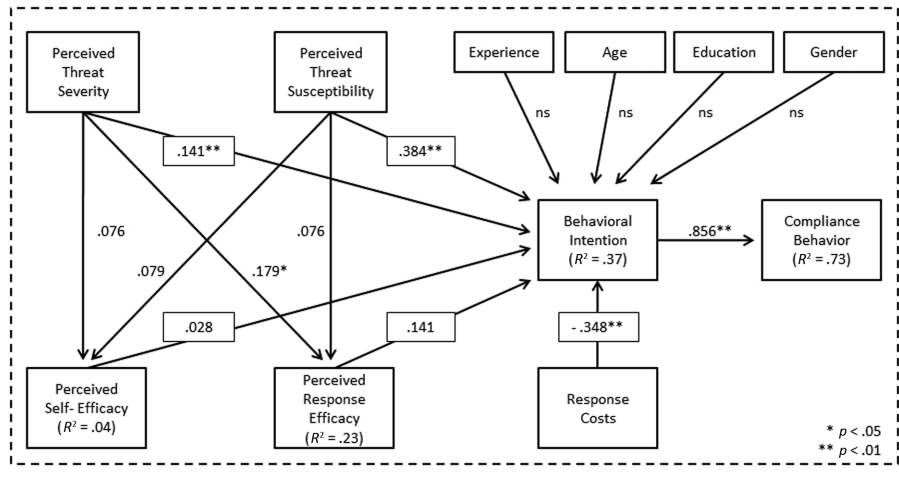 Perceived
Threat
Severity
Perceived
Threat
Susceptibility
Experience
Age
Education
Gender
ns
ns
ns
ns
.141**
.384**
.076
.079
.179*
.076
Behavioral
Intention
(R² = .37)
.856**
Compliance
Behavior
(R² = .73)
.028
.141
- .348**
Perceived
Self- Efficacy
(R² = .04)
Perceived
Response
Efficacy
(R² = .23)
Response
Costs
* p < .05
** p < .01